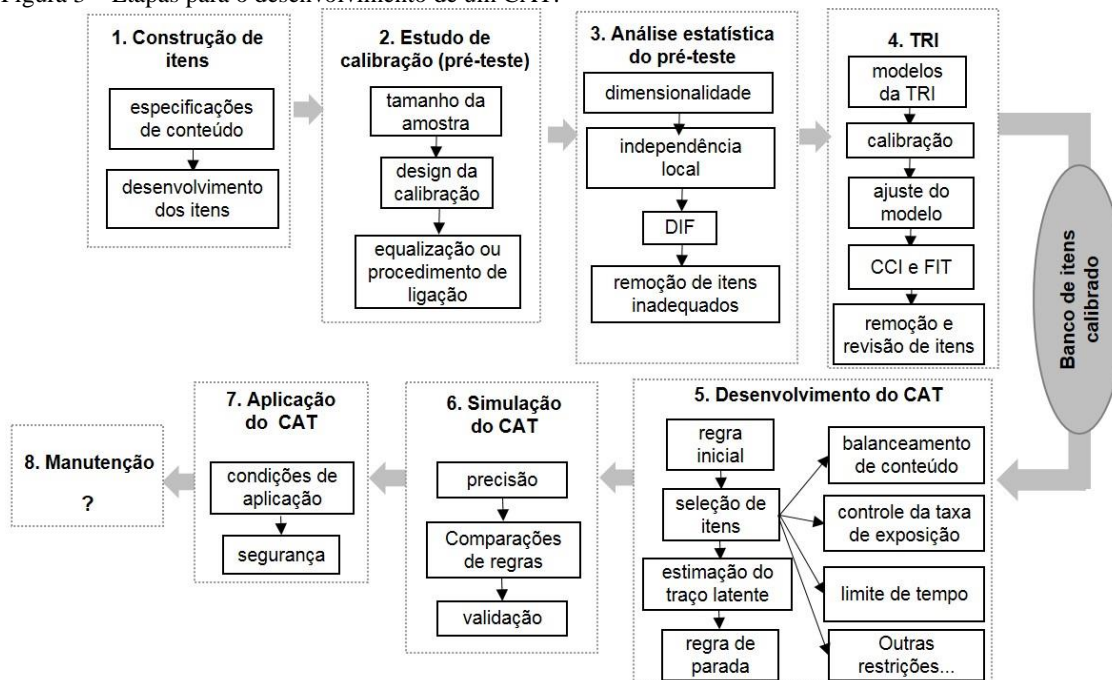 Figura 3 – Etapas para o desenvolvimento de um CAT.
1. Construção de
itens
especificações
de conteúdo
desenvolvimento
dos itens
2. Estudo de
calibração (pré-teste)
tamanho da
amostra
design da
calibração
equalização ou
procedimento de
ligação
3. Análise estatística
do pré-teste
dimensionalidade
independência
local
DIF
remoção de itens
inadequados
4. TRI
modelos
da TRI
calibração
ajuste do
modelo
CCI e FIT
remoção e
revisão de itens
Banco de itens
calibrado
5. Desenvolvimento do CAT
regra
inicial
seleção de
itens
estimação do
traço latente
regra de
parada
balanceamento
de conteúdo
controle da taxa
de exposição
limite de tempo
Outras
restrições...
6. Simulação
do CAT
precisão
Comparações
de regras
validação
7. Aplicação
do CAT
condições de
aplicação
segurança
8. Manutenção
?